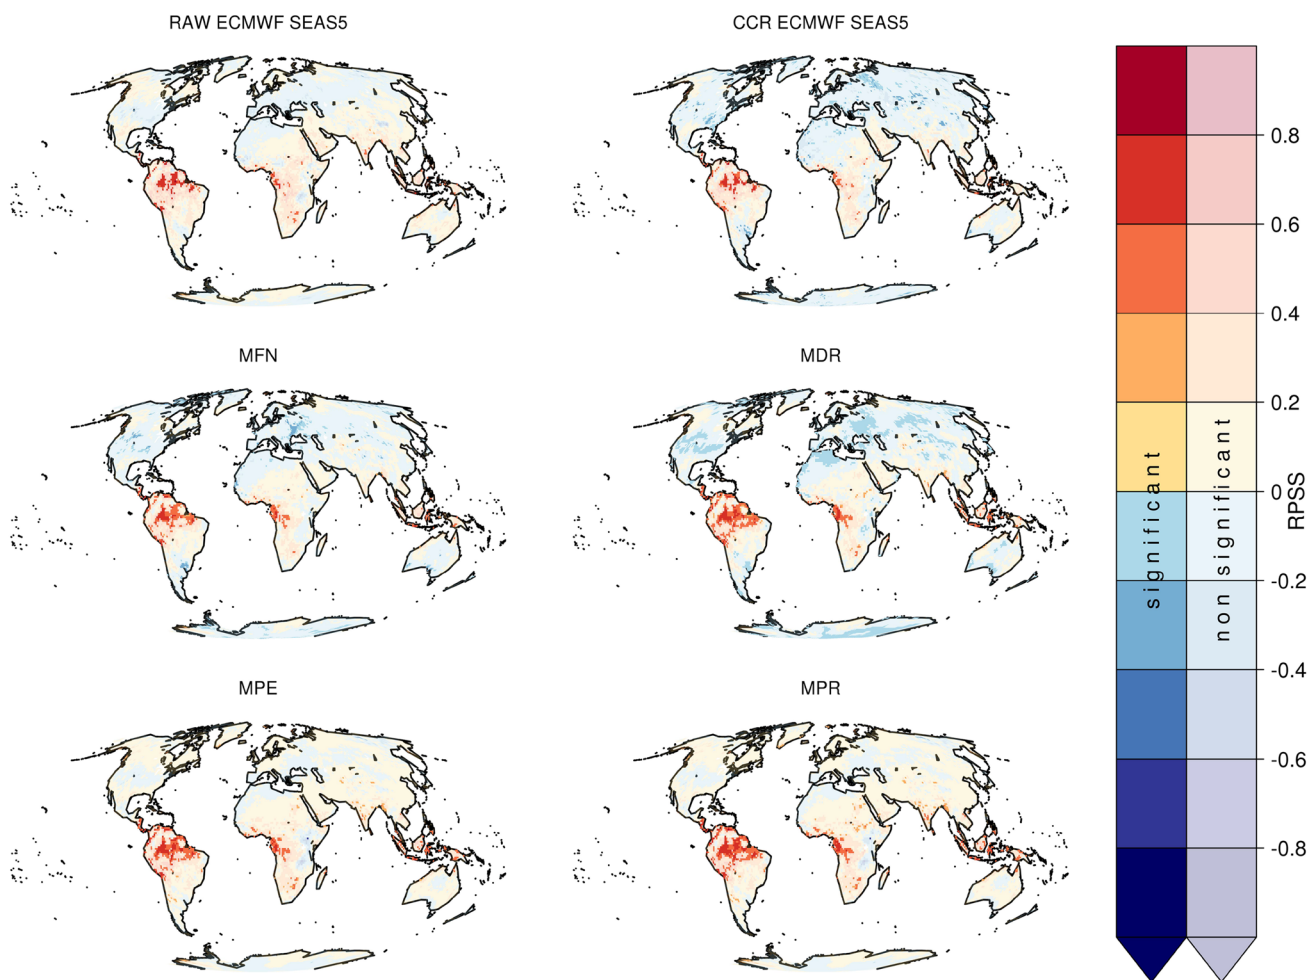 RAW ECMWF SEAS5
CCR ECMWF SEAS5
MFN
MDR
MPE
MPR
0.8
0.6
0.4
0.2
0
-0.2
-0.4
-0.6
-0.8
significant
non significant
RPSS